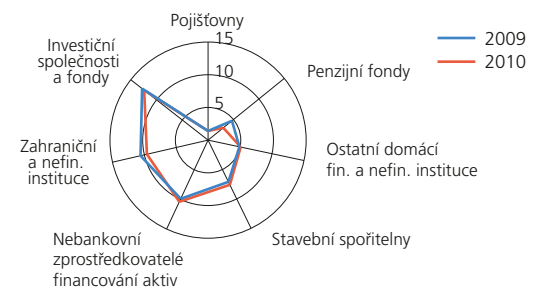 Pojišťovny
15
10
5
2009
2010
Penzijní fondy
Ostatní domácí
fin. a nefin. instituce
Stavební spořitelny
Nebankovní
zprostředkovatelé
financování aktiv
Zahraniční
a nefin.
instituce
Investiční
společnosti
a fondy